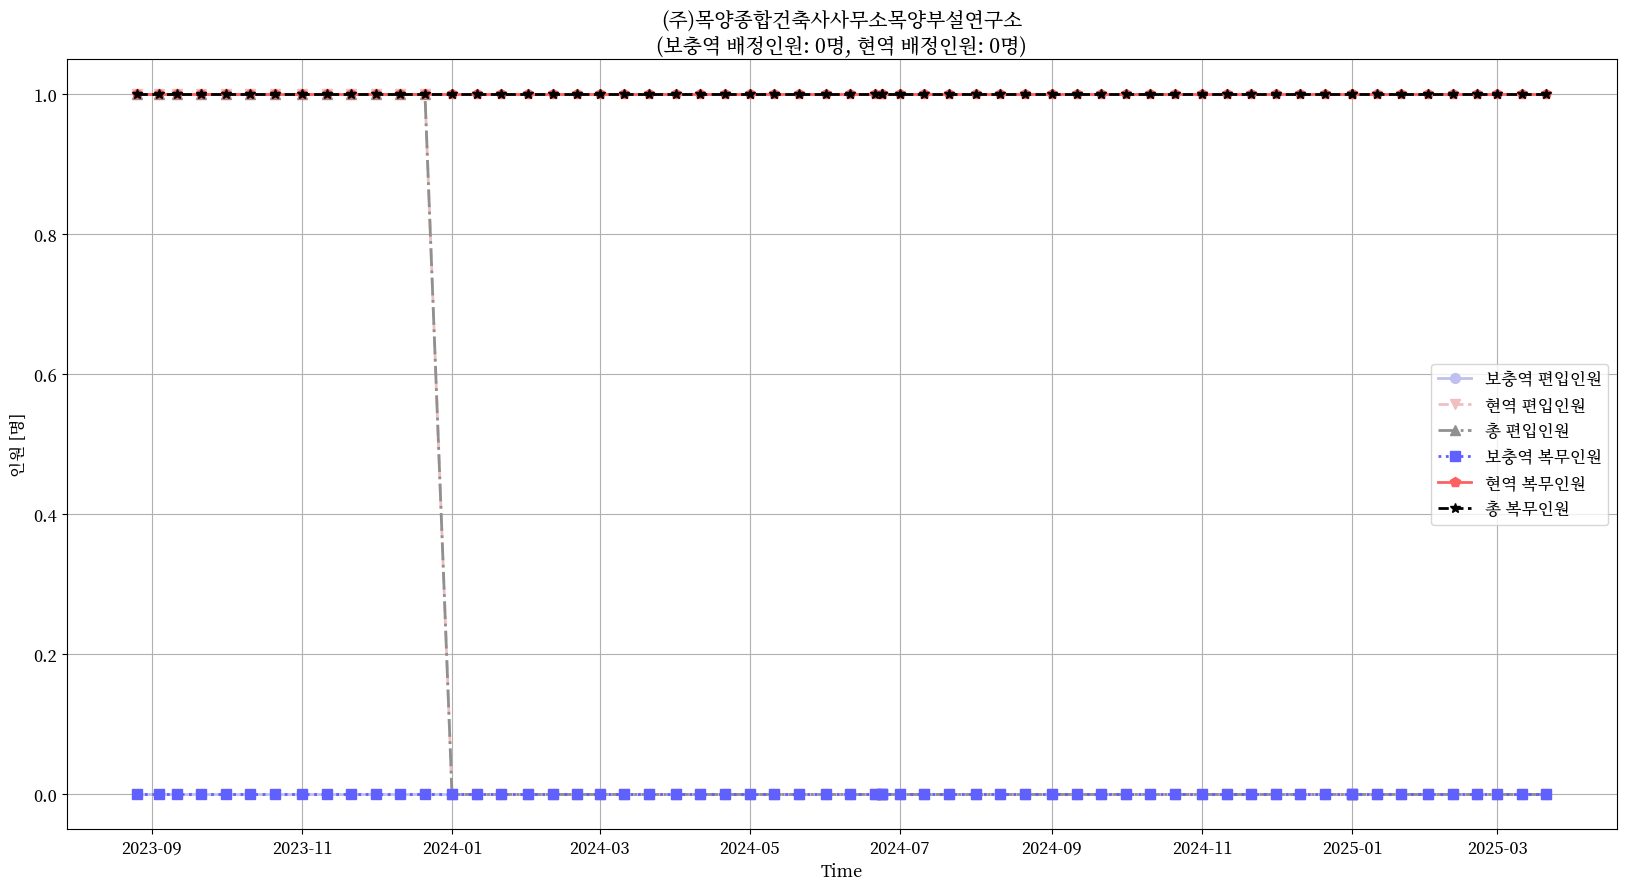 (주)목양종합건축사사무소목양부설연구소
(보충역 배정인원: 0명, 현역 배정인원: 0명)
인원 [명]
1.0
0.8
0.6
0.4
0.2
0.0
보충역 편입인원
현역 편입인원
총 편입인원
보충역 복무인원
현역 복무인원
총 복무인원
2023-09 2023-11 2024-01 2024-03 2024-05 2024-07 2024-09 2024-11 2025-01 2025-03
Time